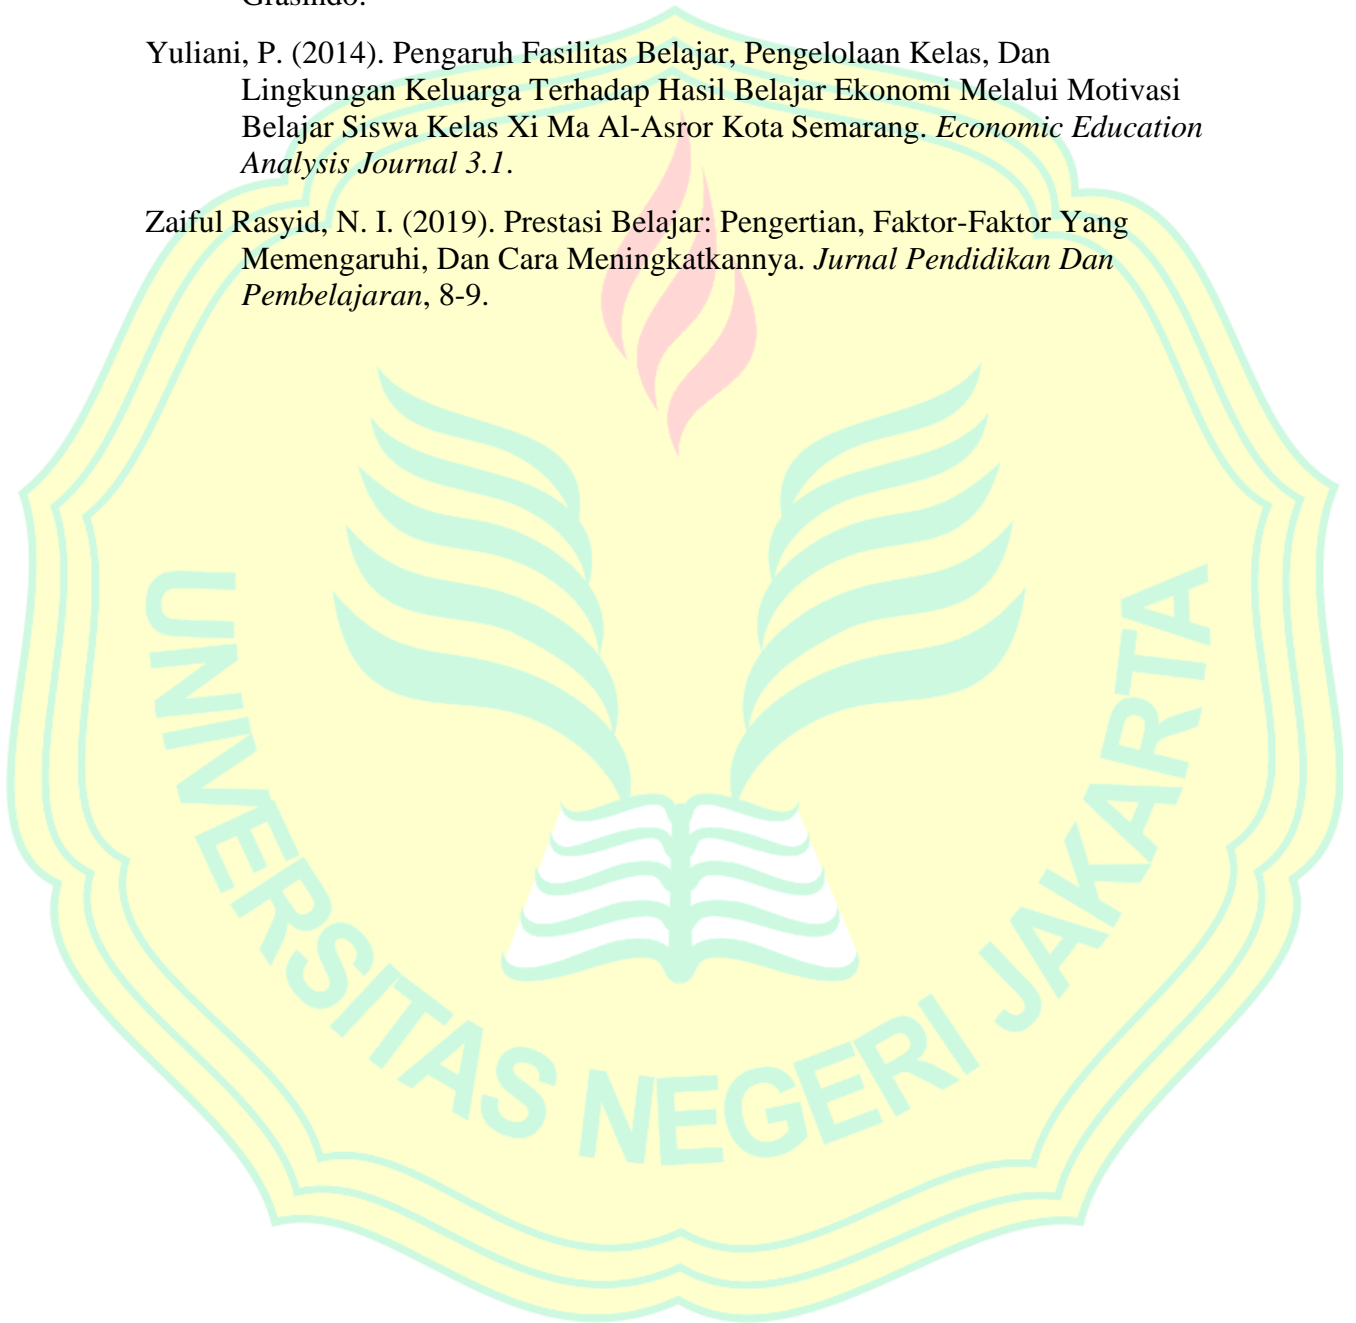 Grasindo.
Yuliani, P. (2014). Pengaruh Fasilitas Belajar, Pengelolaan Kelas, Dan
Lingkungan Keluarga Terhadap Hasil Belajar Ekonomi Melalui Motivasi
Belajar Siswa Kelas Xi Ma Al-Asror Kota Semarang. Economic Education
Analysis Journal 3.1.
Zaiful Rasyid, N. I. (2019). Prestasi Belajar: Pengertian, Faktor-Faktor Yang
Memengaruhi, Dan Cara Meningkatkannya. Jurnal Pendidikan Dan
Pembelajaran, 8-9.
UNIVERSITAS NEGERI JAKARTA